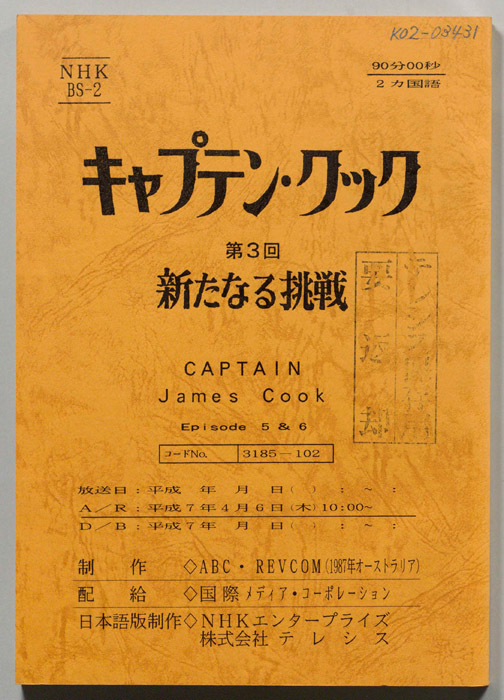 K02-03431
NHK
BS-2
90分00秒
2カ国語
キャプテン・クック
第3回
新たなる挑戦
要返却
CAPTAIN
James Cook
Episode 5 & 6
コードNo. 3185-102
放送日:平成 年 月 日( ) : ~ :
A/R:平成7年4月6日(木)10:00~
D/B:平成7年 月 日( ) : ~ :
制 作 ◇ABC・REVCOM(1987年オーストラリア)
配 給 ◇国際メディア・コーポレーション
日本語版制作◇NHKエンタープライズ
株式会社テレシス